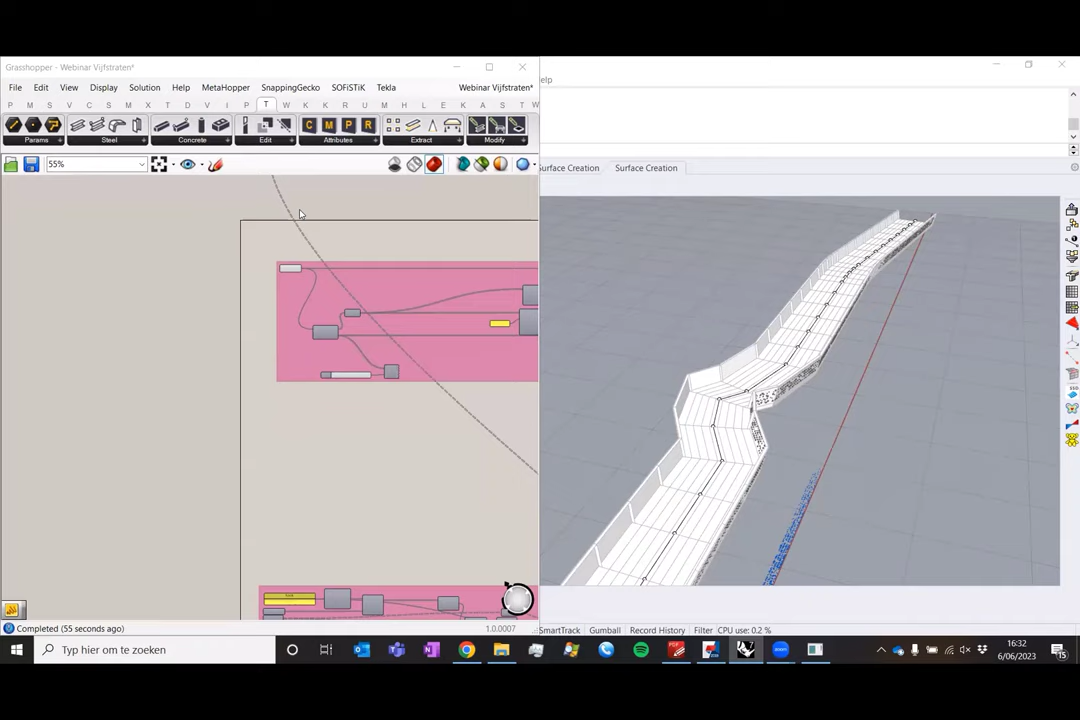 Grasshopper - Webinar Vijfstraten*
File Edit View Display Solution Help MetaHopper SnappingGecko SOFiSTiK Tekla Webinar Vijfstraten*
elp
P M S M V C S M X T J D K T W K K K K M H L E C K A S T W
C M P R
Params Steel Concrete Edit Attributes Extract Modify
55%
Surface Creation Surface Creation
Completed (55 seconds ago) 1.0.0007
SmartTrack Gumball Record History Filter CPU use: 0.2 %
Typ hier om te zoeken
16:32
6/06/2023
15